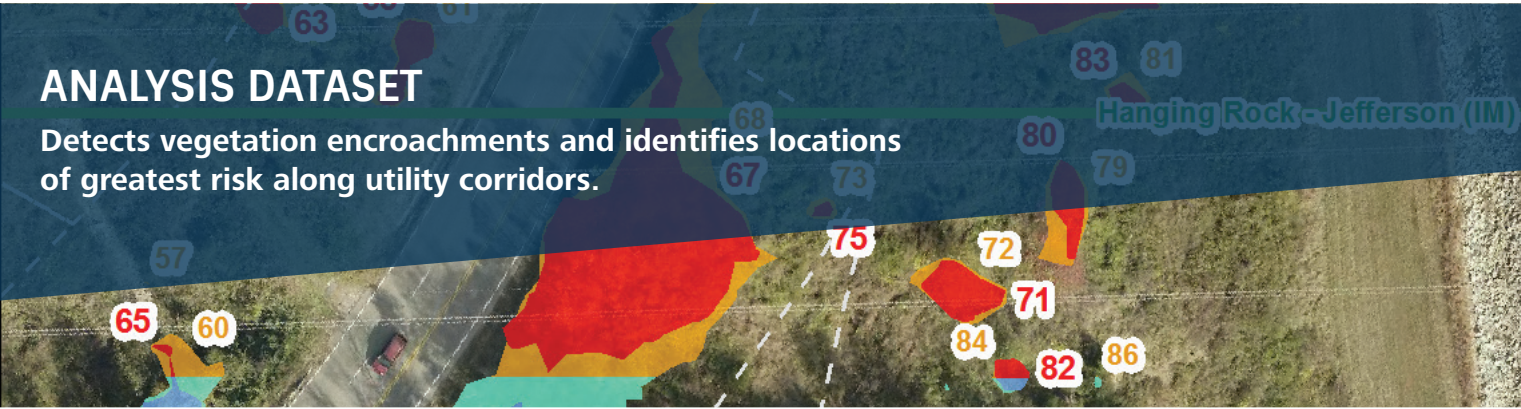 63
61
83 81
ANALYSIS DATASET
Hanging Rock - Jefferson (IM)
68
Detects vegetation encroachments and identifies locations
of greatest risk along utility corridors.
80
67 73 79
75
72
57
71
65 60
84
82 86